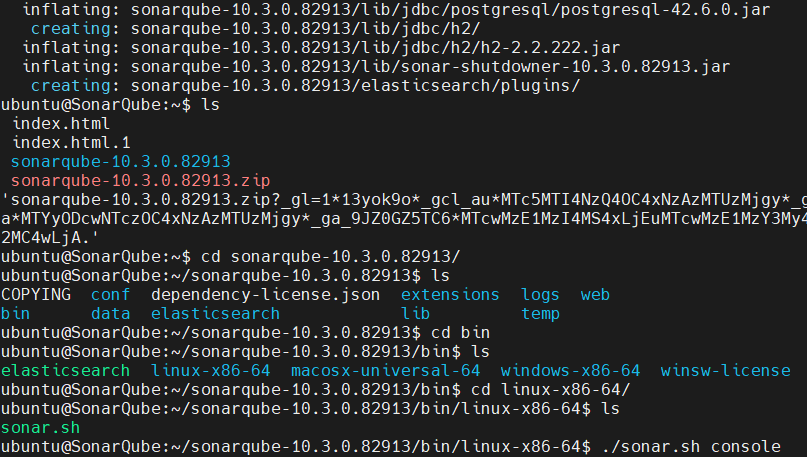 inflating: sonarqube-10.3.0.82913/lib/jdbc/postgresql/postgresql-42.6.0.jar
creating: sonarqube-10.3.0.82913/lib/jdbc/h2/
inflating: sonarqube-10.3.0.82913/lib/jdbc/h2/h2-2.2.222.jar
inflating: sonarqube-10.3.0.82913/lib/sonar-shutdowner-10.3.0.82913.jar
creating: sonarqube-10.3.0.82913/elasticsearch/plugins/
ubuntu@SonarQube:~$ ls
index.html
index.html.1
sonarqube-10.3.0.82913
sonarqube-10.3.0.82913.zip
'sonarqube-10.3.0.82913.zip?_gl=1*13yok9o*_gcl_au*MTc5MTI4NzQ4OC4xNzAzMTUzMjgy*_g
a*MTYyODcwNTczOC4xNzAzMTUzMjgy*_ga_9JZ0GZ5TC6*MTcwMzE1MzI4MS4xLjEuMTcwMzE1MzY3My4
2MC4wLjA.'
ubuntu@SonarQube:~$ cd sonarqube-10.3.0.82913/
ubuntu@SonarQube:~/sonarqube-10.3.0.82913$ ls
COPYING conf dependency-license.json extensions logs web
bin data elasticsearch lib temp
ubuntu@SonarQube:~/sonarqube-10.3.0.82913$ cd bin
ubuntu@SonarQube:~/sonarqube-10.3.0.82913/bin$ ls
elasticsearch linux-x86-64 macosx-universal-64 windows-x86-64 winsw-license
ubuntu@SonarQube:~/sonarqube-10.3.0.82913/bin$ cd linux-x86-64/
ubuntu@SonarQube:~/sonarqube-10.3.0.82913/bin/linux-x86-64$ ls
sonar.sh
ubuntu@SonarQube:~/sonarqube-10.3.0.82913/bin/linux-x86-64$ ./sonar.sh console